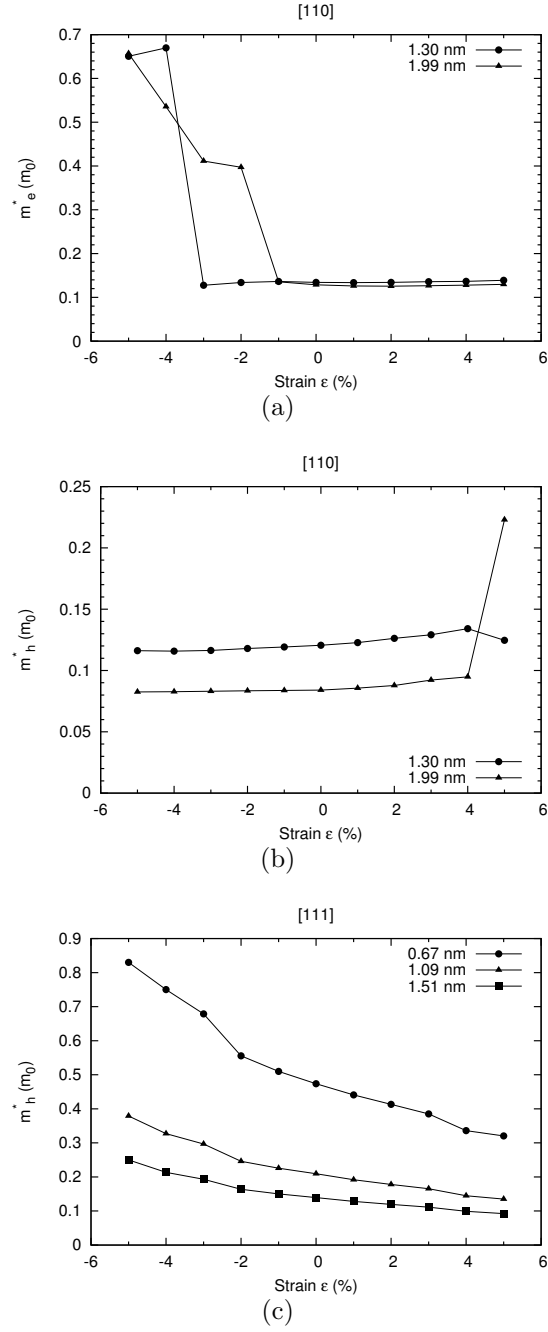 [110]
1.30 nm
1.99 nm
0.7
0.6
0.5
0.4
0.3
0.2
0.1
0
m*e (m0)
-6 -4 -2 0 2 4 6
Strain ε (%)
(a)
[110]
0.25
0.2
0.15
0.1
0.05
0
m*h (m0)
1.30 nm
1.99 nm
-6 -4 -2 0 2 4 6
Strain ε (%)
(b)
[111]
0.67 nm
1.09 nm
1.51 nm
0.9
0.8
0.7
0.6
0.5
0.4
0.3
0.2
0.1
0
m*h (m0)
-6 -4 -2 0 2 4 6
Strain ε (%)
(c)